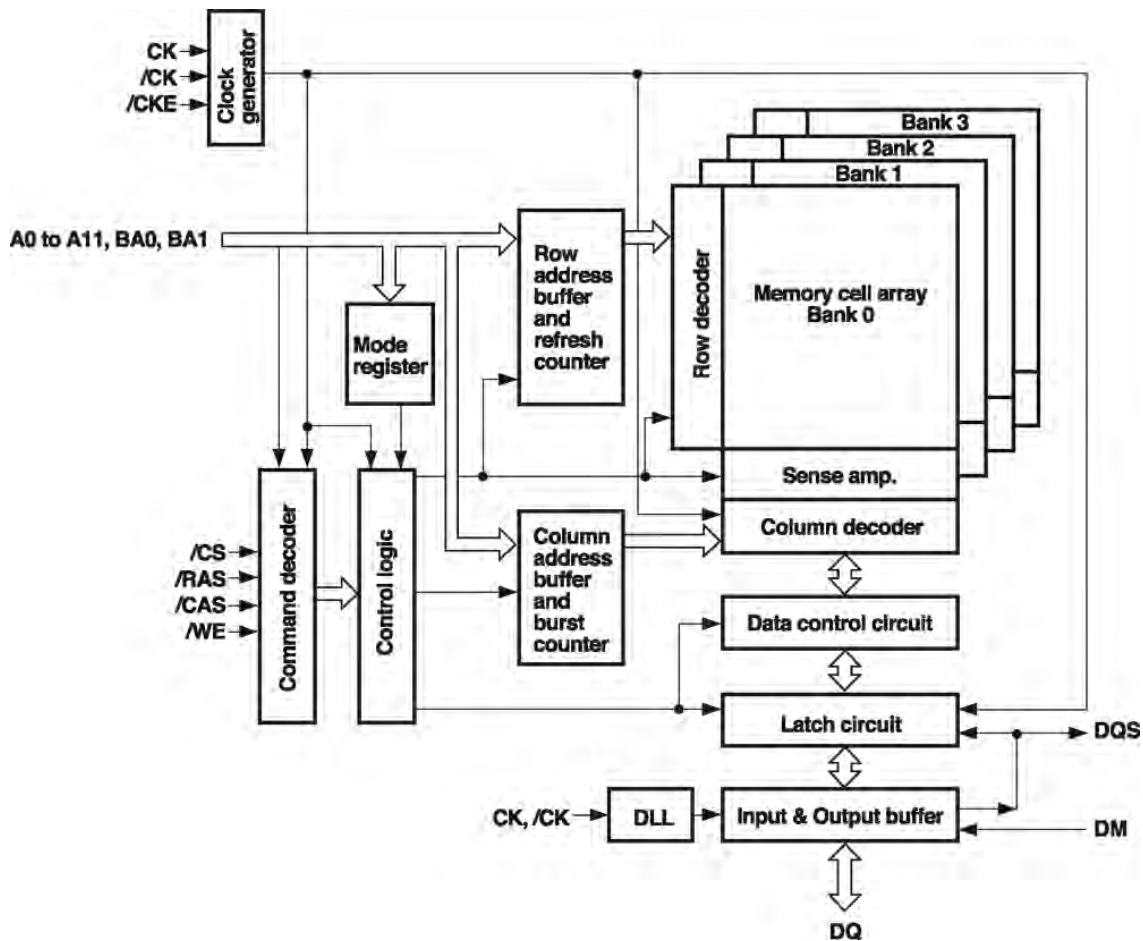 CK
/CK
/CKE
Clock
generator
Bank 3
Bank 2
Bank 1
A0 to A11, BA0, BA1
Row
address
buffer
and
refresh
counter
Row decoder
Memory cell array
Bank 0
Mode
register
Sense amp.
Column decoder
/CS
/RAS
/CAS
/WE
Command decoder
Control logic
Column
address
buffer
and
burst
counter
Data control circuit
Latch circuit
DQS
CK, /CK
DLL
Input & Output buffer
DM
DQ